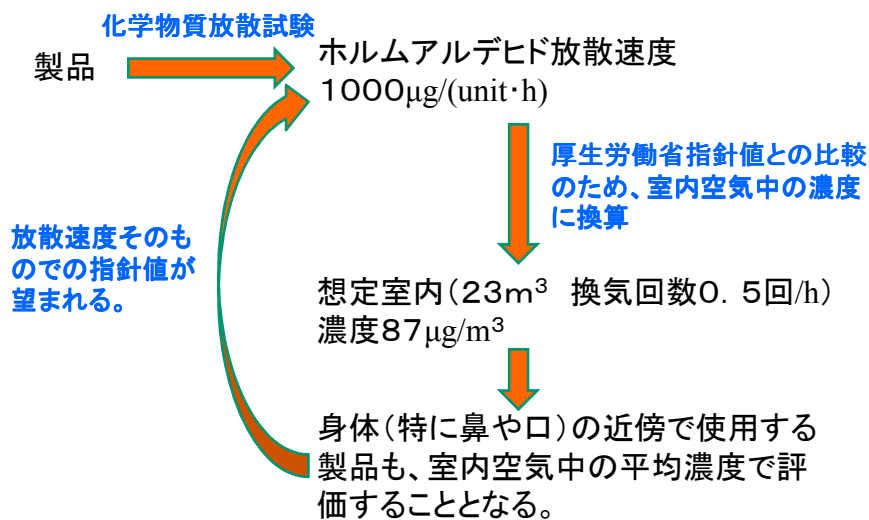 化学物質放散試験
製品
ホルムアルデヒド放散速度
1000μg/(unit·h)
厚生労働省指針値との比較
のため、室内空気中の濃度
に換算
放散速度そのも
のでの指針値が
望まれる。
想定室内(23m³ 換気回数0.5回/h)
濃度87μg/m³
身体(特に鼻や口)の近傍で使用する
製品も、室内空気中の平均濃度で評
価することとなる。